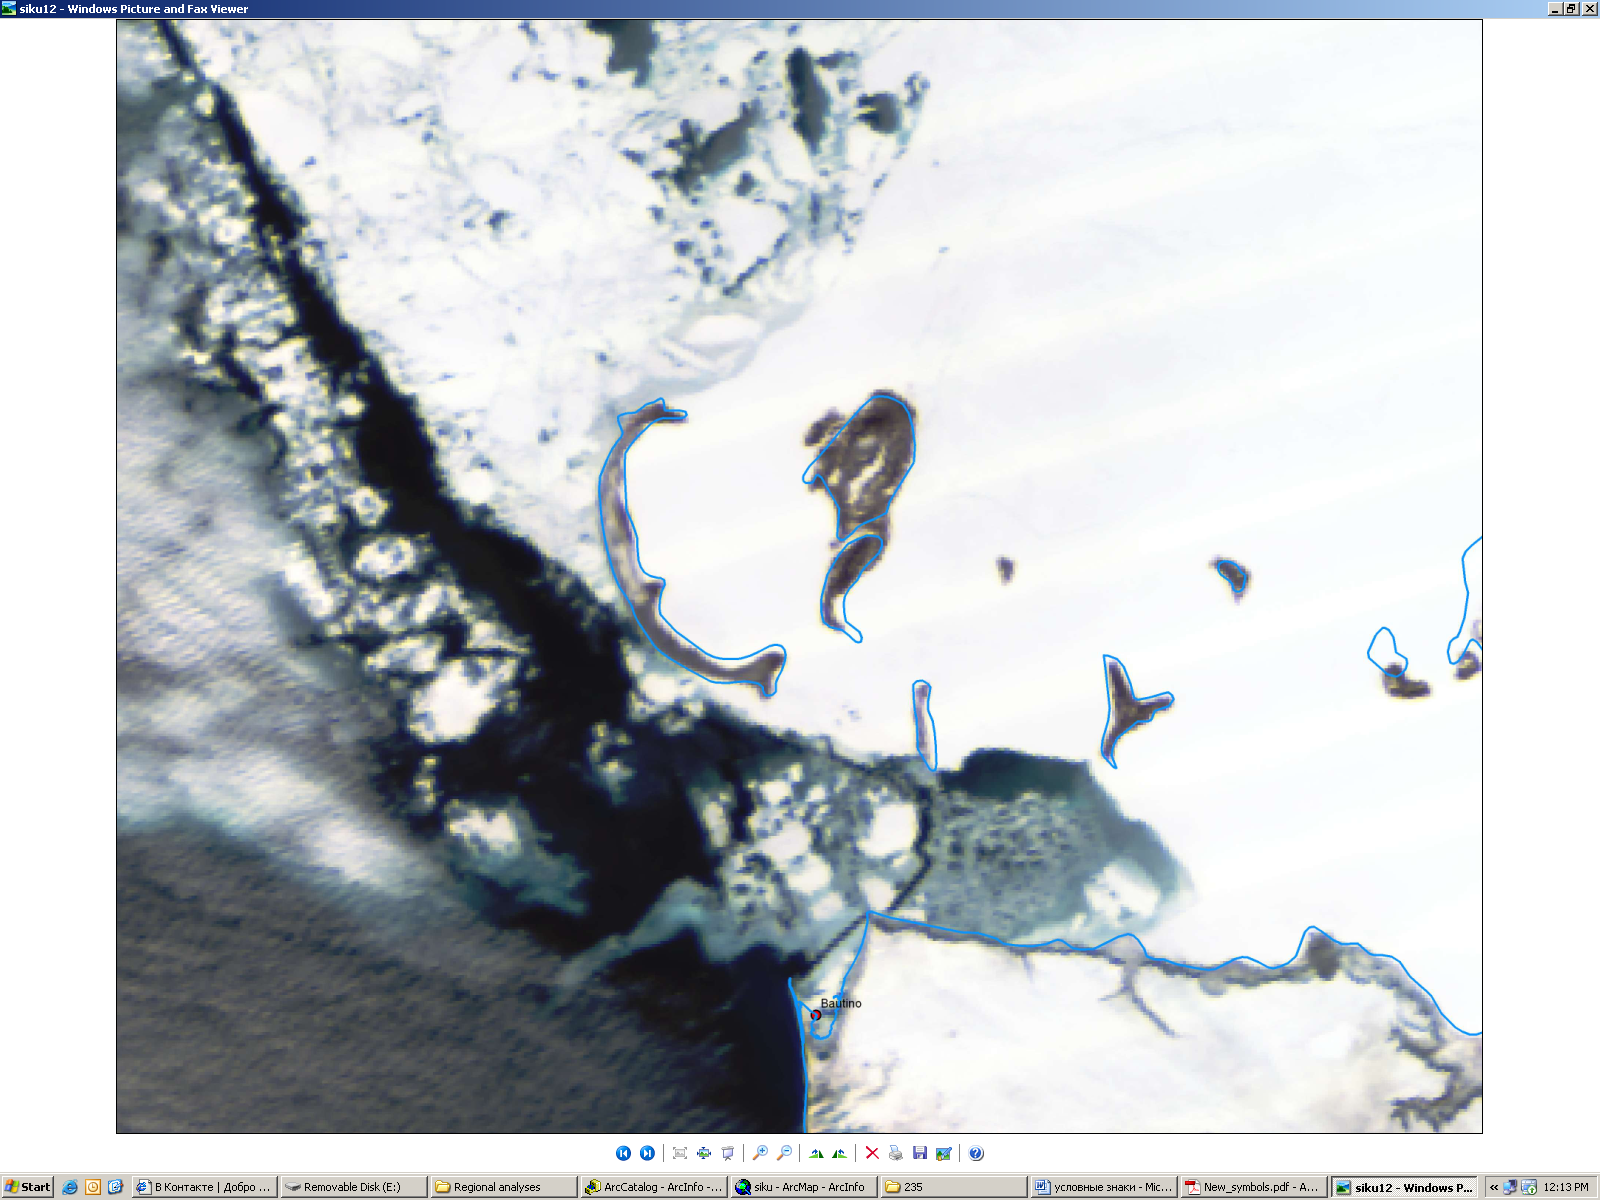 siku12 - Windows Picture and Fax Viewer
Bautino
Start
В Контакте | Добро ...
Removable Disk (E:)
Regional analyses
ArcCatalog - ArcInfo -...
siku - ArcMap - ArcInfo
235
условные знаки - Mic...
New_symbols.pdf - A...
siku12 - Windows P...
12:13 PM